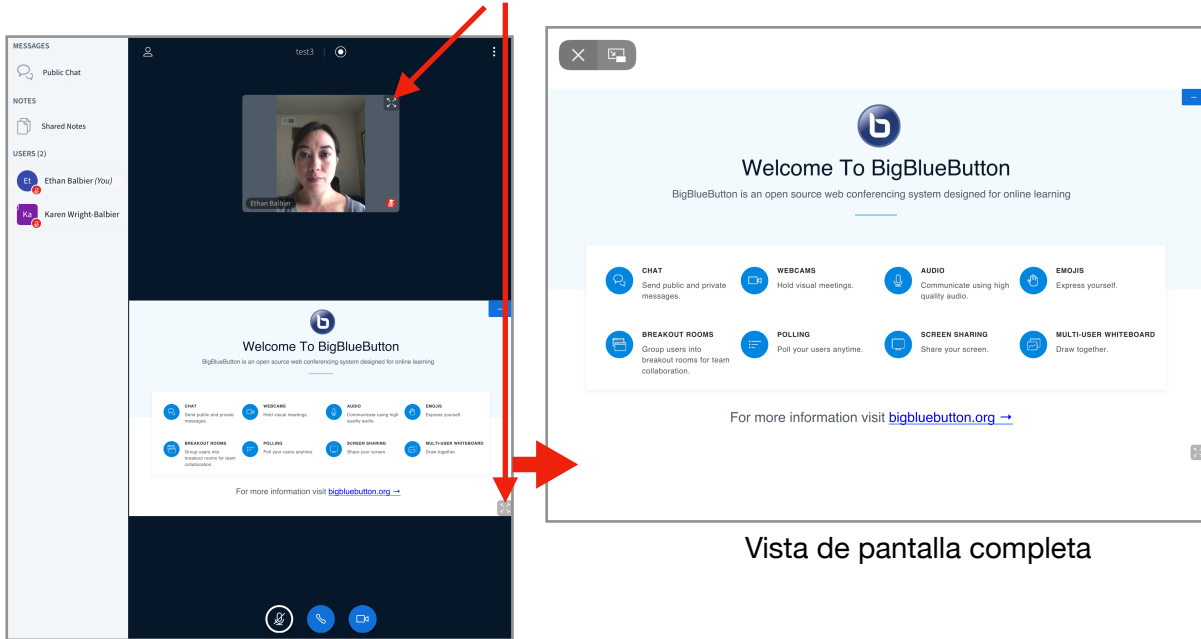 MESSAGES
Public Chat
NOTES
Shared Notes
USERS (2)
Et
Ethan Balbier (You)
Ka
Karen Wright-Balbier
test3
Ethan Balbier
Welcome To BigBlueButton
BigBlueButton is an open source web conferencing system designed for online learning
CHAT
Send public and private
messages.
WEBCAMS
Hold visual meetings.
AUDIO
Communicate using high
quality audio.
EMOJIS
Express yourself.
BREAKOUT ROOMS
Group users into
breakout rooms for team
collaboration.
POLLING
Poll your users anytime.
SCREEN SHARING
Share your screen.
MULTI-USER WHITEBOARD
Draw together.
For more information visit bigbluebutton.org →
Welcome To BigBlueButton
BigBlueButton is an open source web conferencing system designed for online learning
CHAT
Send public and private
messages.
WEBCAMS
Hold visual meetings.
AUDIO
Communicate using high
quality audio.
EMOJIS
Express yourself.
BREAKOUT ROOMS
Group users into
breakout rooms for team
collaboration.
POLLING
Poll your users anytime.
SCREEN SHARING
Share your screen.
MULTI-USER WHITEBOARD
Draw together.
For more information visit bigbluebutton.org →
Vista de pantalla completa